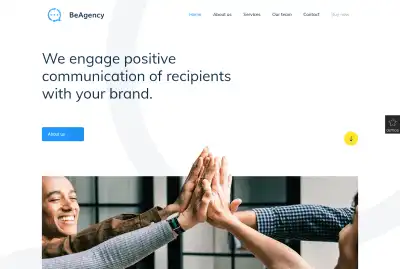 BeAgency
Home
About us
Services
Our team
Contact
Buy now
We engage positive
communication of recipients
with your brand.
About us